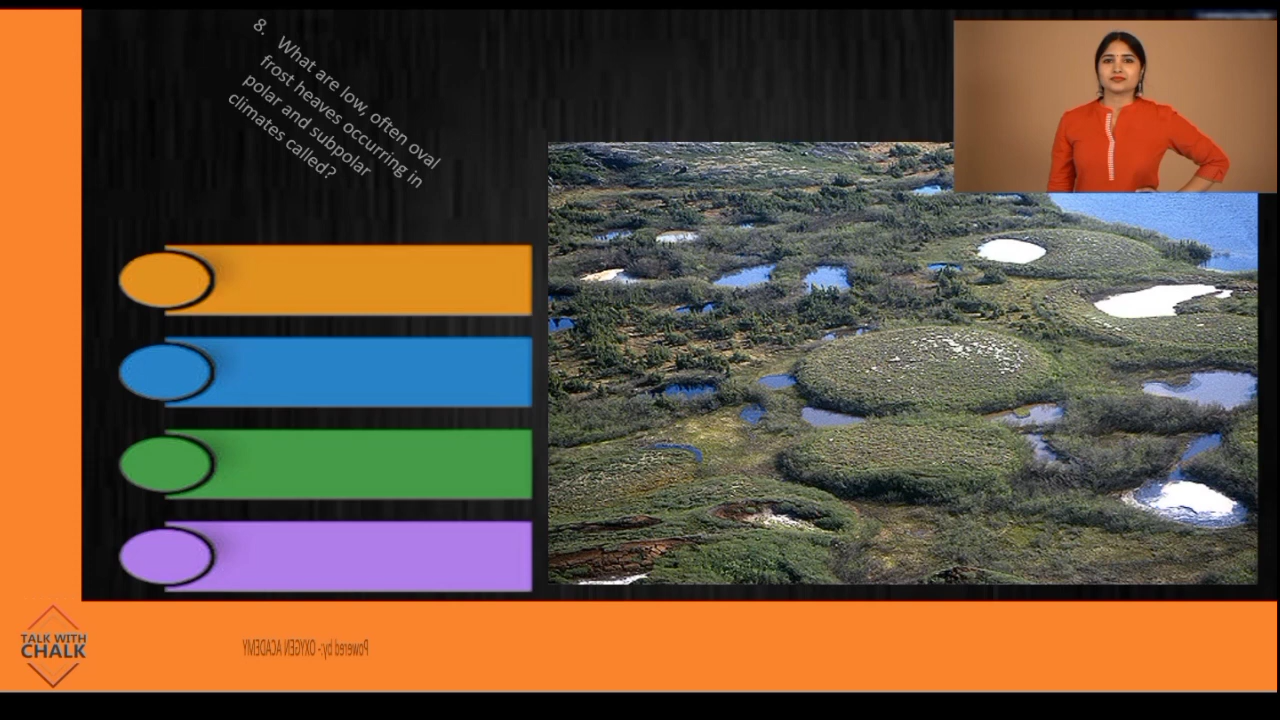 8. What are low, often oval
frost heaves occurring in
polar and subpolar
climates called?
TALK WITH
CHALK
Powered by:- OXYGEN ACADEMY